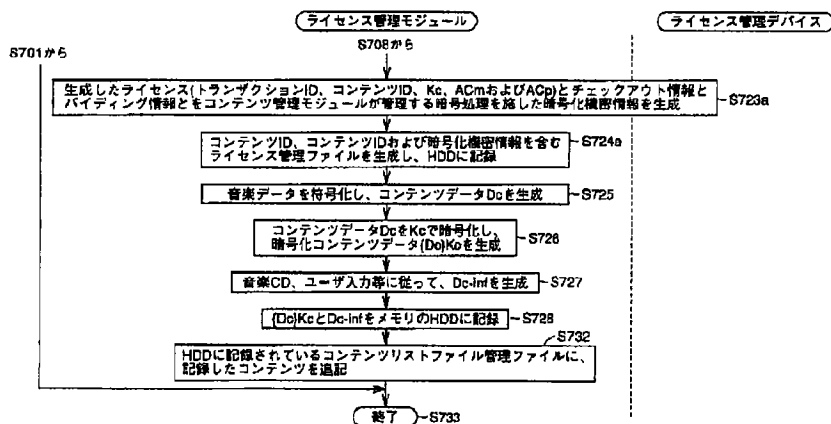 ライセンス管理モジュール
ライセンス管理デバイス
S701から
S708から
生成したライセンス(トランザクションID、コンテンツID、Kc、ACmおよびACp)とチェックアウト情報と
バイディング情報とをコンテンツ管理モジュールが管理する暗号処理を施した暗号化機密情報を生成
S723a
コンテンツID、コンテンツIDおよび暗号化機密情報を含む
ライセンス管理ファイルを生成し、HDDに記録
S724a
音楽データを符号化し、コンテンツデータDcを生成
S725
コンテンツデータDcをKcで暗号化し、
暗号化コンテンツデータ{Dc}Kcを生成
S726
音楽CD、ユーザ入力等に従って、Dc-infを生成
S727
{Dc}KcとDc-infをメモリのHDDに記録
S728
S732
HDDに記録されているコンテンツリストファイル管理ファイルに、
記録したコンテンツを追記
終了
S733